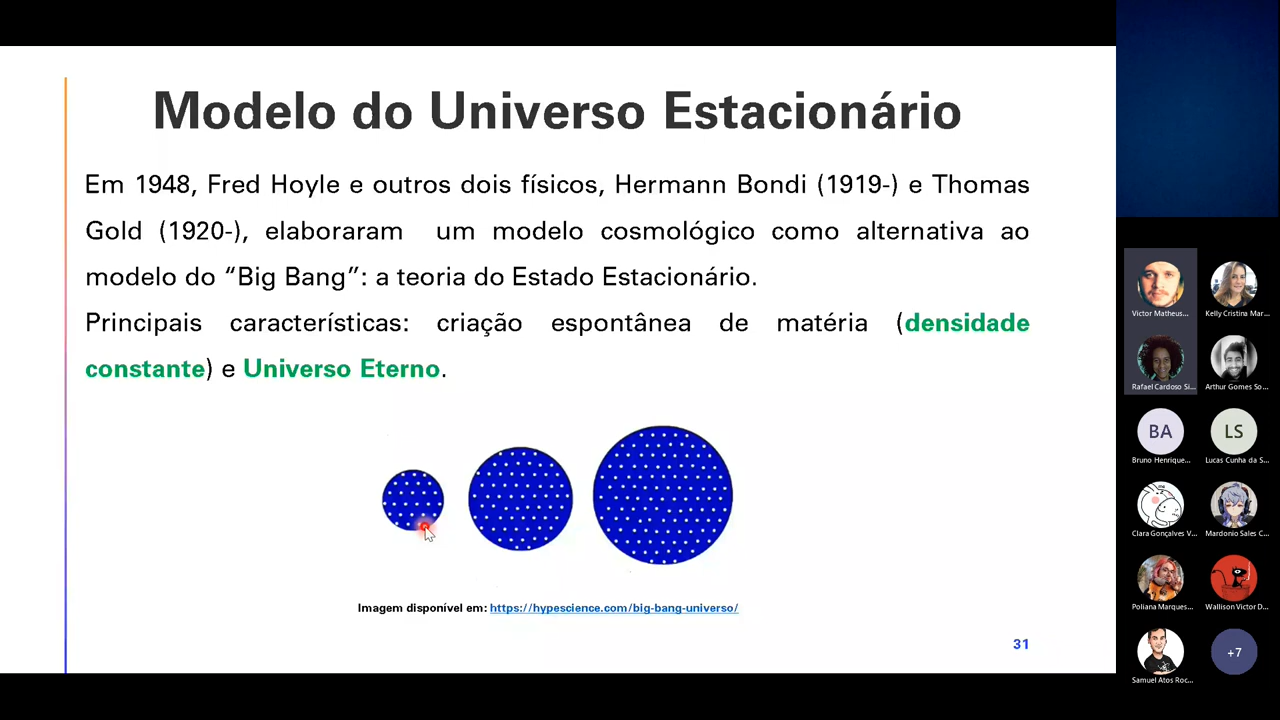 Modelo do Universo Estacionário
Em 1948, Fred Hoyle e outros dois físicos, Hermann Bondi (1919-) e Thomas
Gold (1920-), elaboraram um modelo cosmológico como alternativa ao
modelo do “Big Bang”: a teoria do Estado Estacionário.
Principais características: criação espontânea de matéria (densidade
constante) e Universo Eterno.
Imagem disponível em: https://hypescience.com/big-bang-universo/
31
Victor Matheus...
Kelly Cristina Mar...
Rafael Cardoso Si...
Arthur Gomes So...
BA
LS
Bruno Henrique...
Lucas Cunha da S...
Clara Gonçalves V...
Mardonio Sales C...
Poliana Marques...
Wallison Victor D...
+7
Samuel Atos Roc...